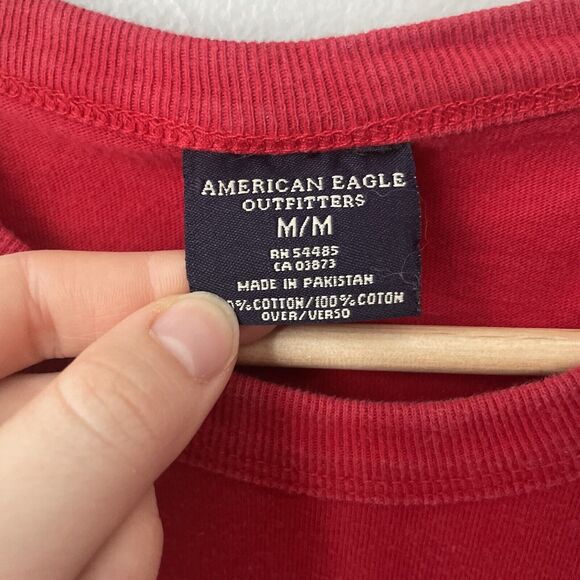 AMERICAN EAGLE
OUTFITTERS
M/M
RN 54485
CA 03873
MADE IN PAKISTAN
0% COTTON/100% COTON
OVER/VERSO